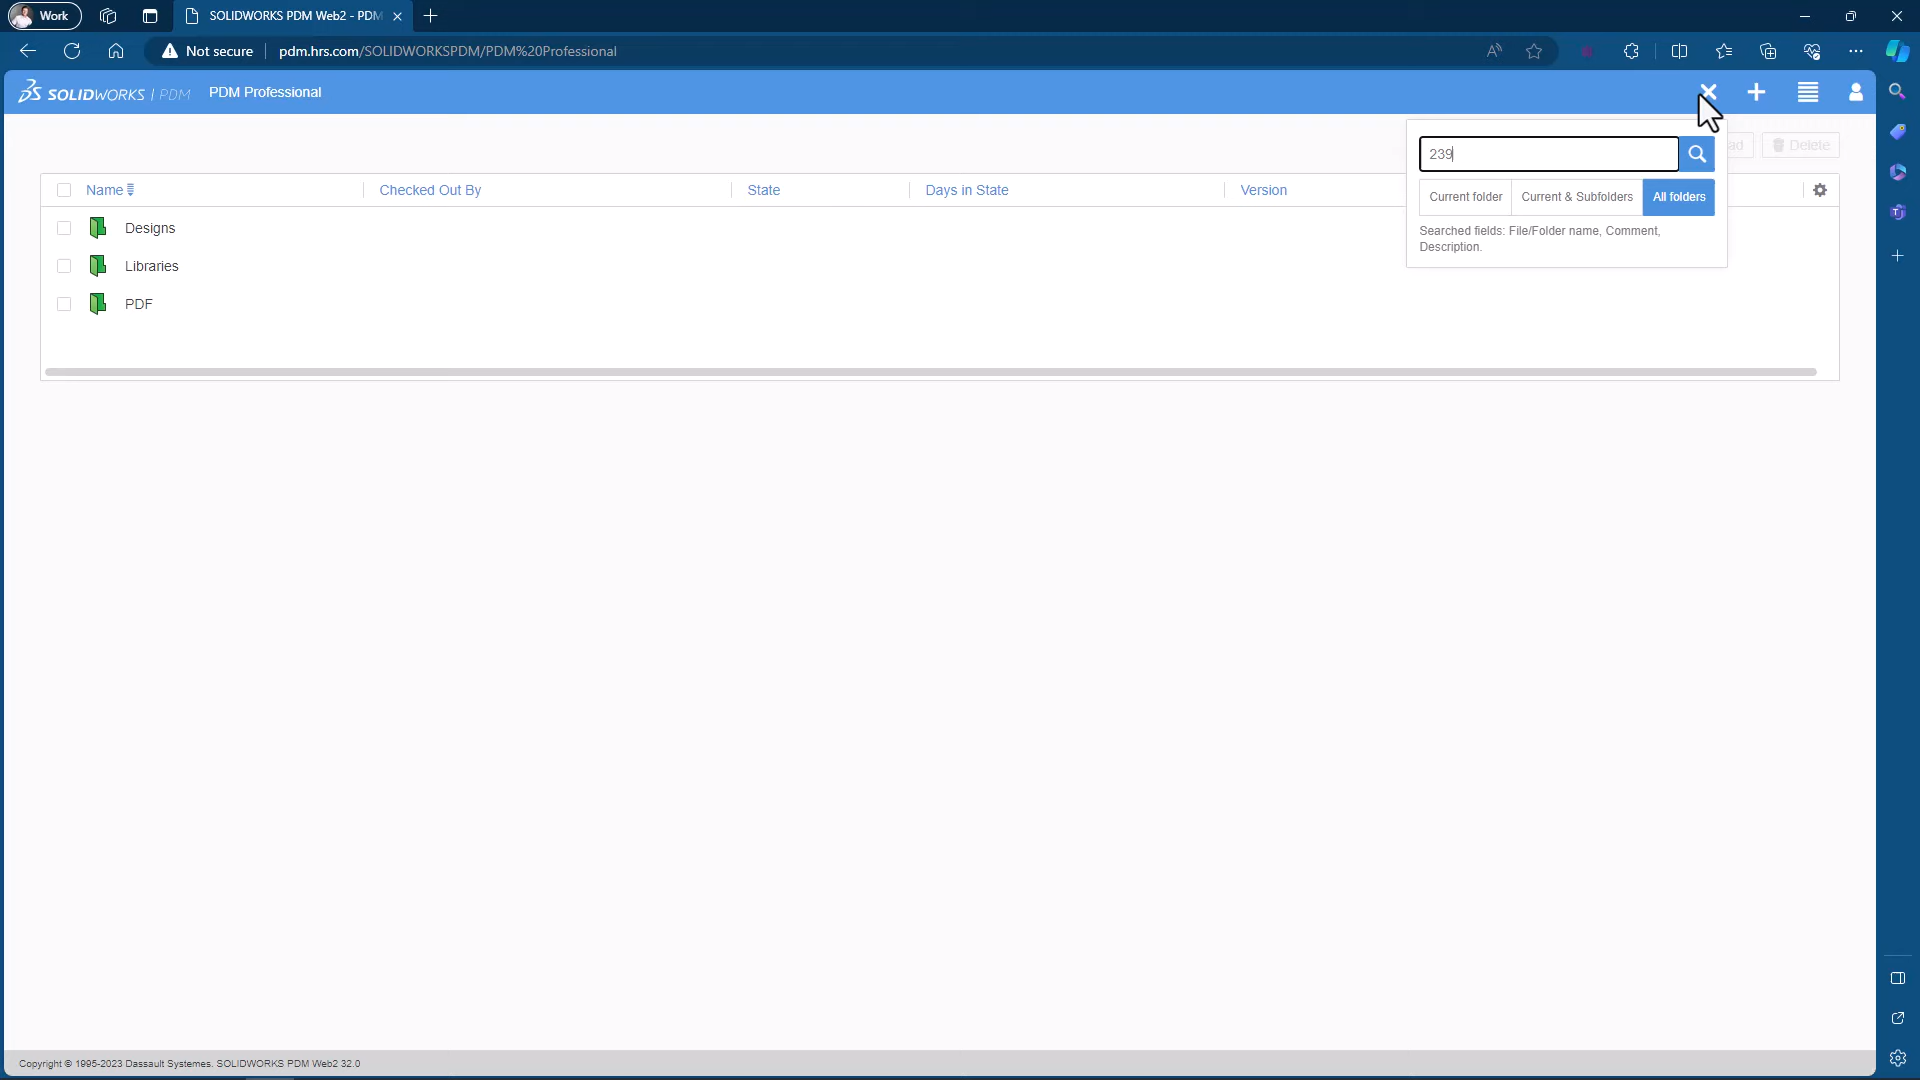 Work
SOLIDWORKS PDM Web2 - PDM
Not secure
pdm.hrs.com/SOLIDWORKSPDM/PDM%20Professional
SOLIDWORKS | PDM
PDM Professional
239
ad
Delete
Current folder
Current & Subfolders
All folders
Searched fields: File/Folder name, Comment,
Description.
Name
Checked Out By
State
Days in State
Version
Designs
Libraries
PDF
Copyright © 1995-2023 Dassault Systemes. SOLIDWORKS PDM Web2 32.0